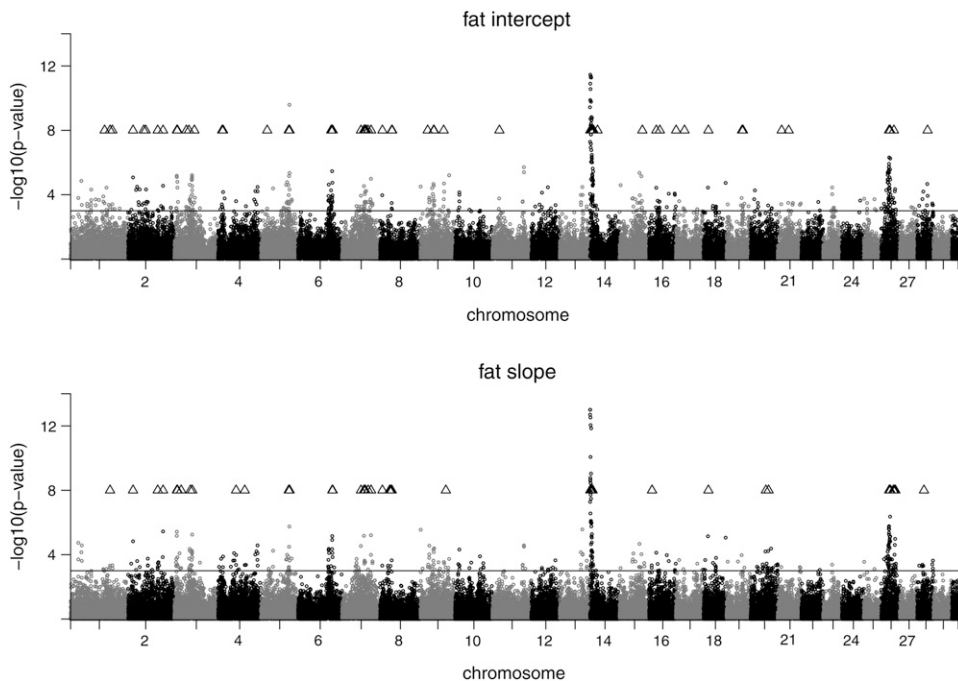 fat intercept
12
8
4
−log10(p−value)
2 4 6 8 10 12 14 16 18 21 24 27
chromosome
fat slope
12
8
4
−log10(p−value)
2 4 6 8 10 12 14 16 18 21 24 27
chromosome